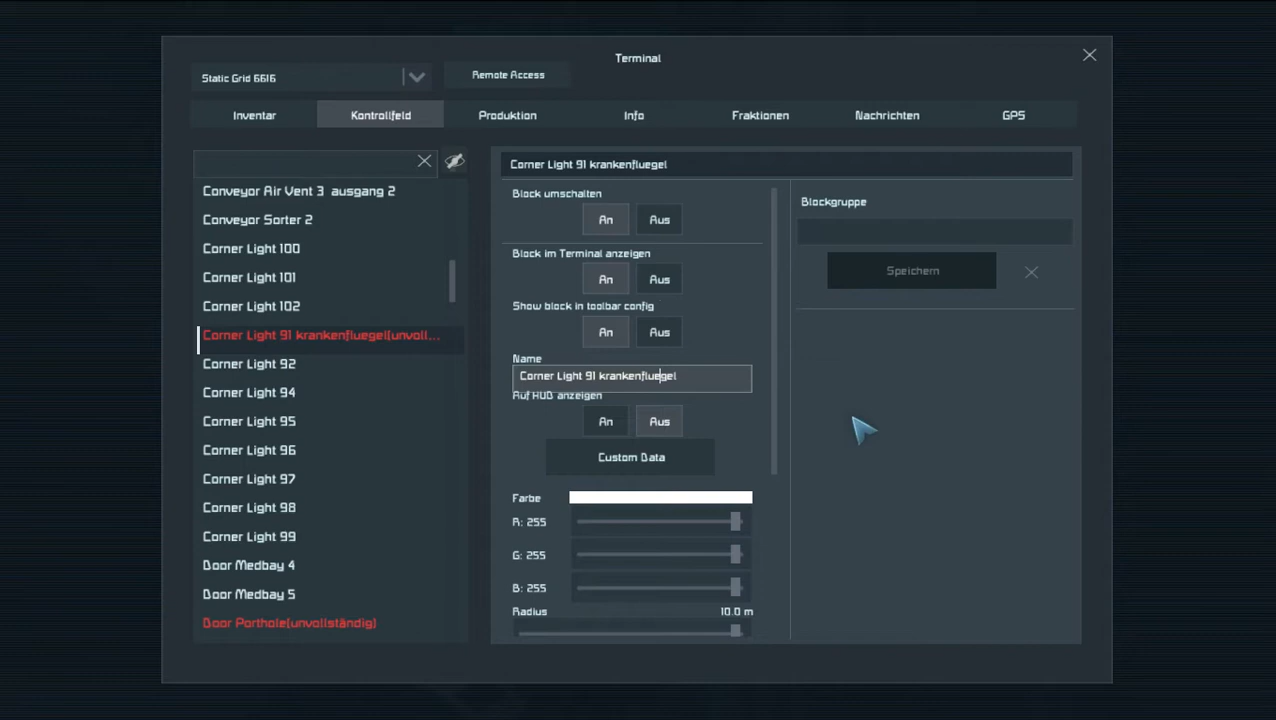 Terminal
Static Grid 6616
Remote Access
Inventar
Kontrollfeld
Produktion
Info
Fraktionen
Nachrichten
GPS
Conveyor Air Vent 3 ausgang 2
Conveyor Sorter 2
Corner Light 100
Corner Light 101
Corner Light 102
Corner Light 91 krankenfluegel(unvoll...
Corner Light 92
Corner Light 94
Corner Light 95
Corner Light 96
Corner Light 97
Corner Light 98
Corner Light 99
Door Medbay 4
Door Medbay 5
Door Porthole(unvollständig)
Corner Light 91 krankenfluegel
Block umschalten
An Aus
Block im Terminal anzeigen
An Aus
Show block in toolbar config
An Aus
Name
Corner Light 91 krankenfluegel
Auf HUD anzeigen
An Aus
Custom Data
Farbe
R: 255
G: 255
B: 255
Radius 10.0 m
Blockgruppe
Speichern